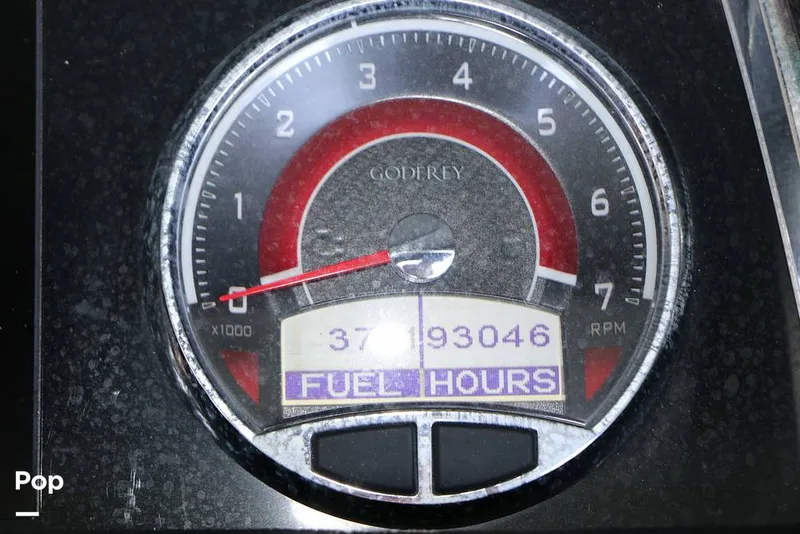 3 4
2 5
GODFREY
1 6
0 7
x1000 RPM
93046
FUEL HOURS
Pop